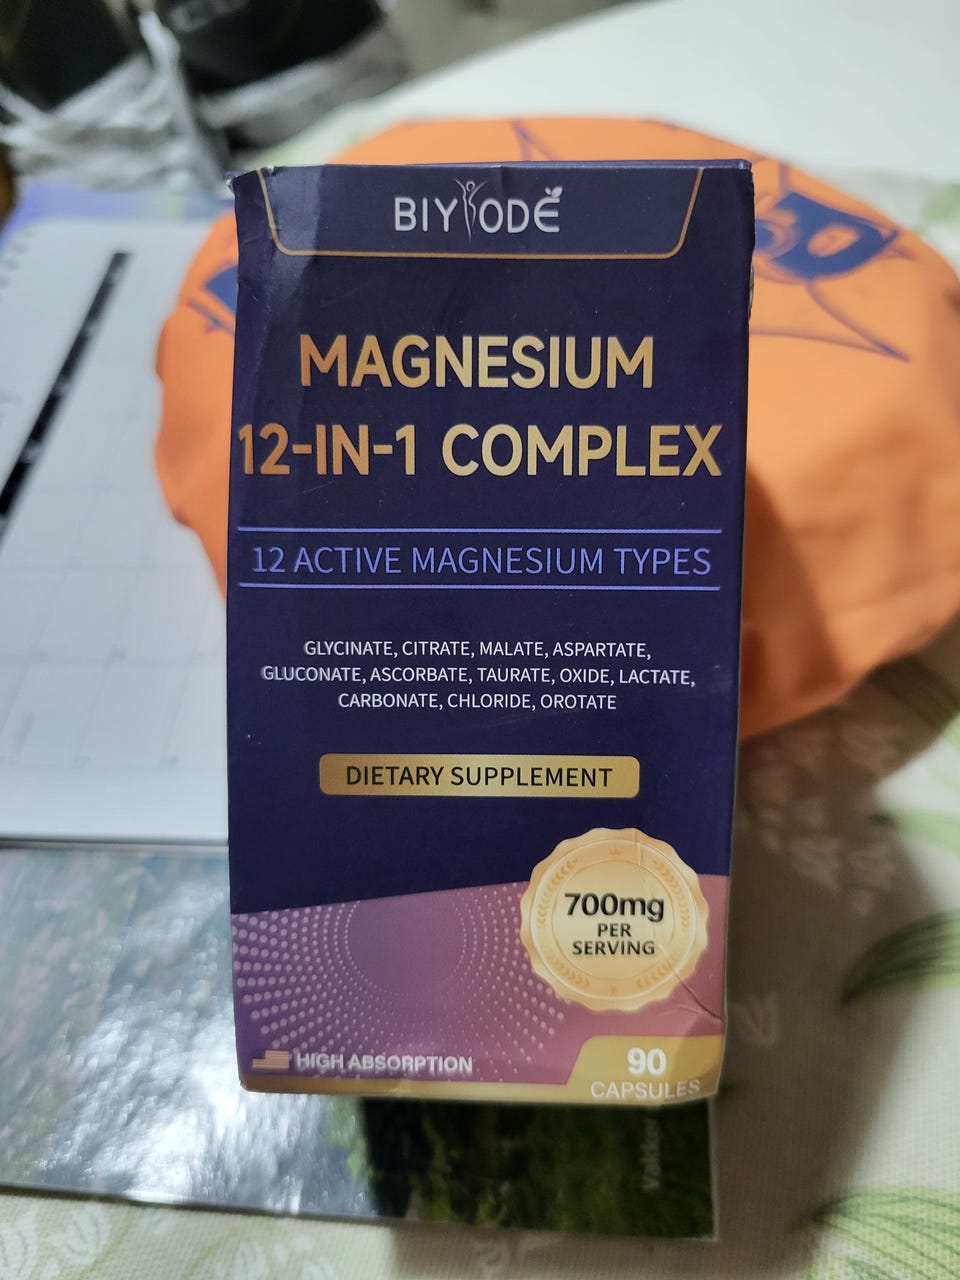 BIYODE
MAGNESIUM
12-IN-1 COMPLEX
12 ACTIVE MAGNESIUM TYPES
GLYCINATE, CITRATE, MALATE, ASPARTATE,
GLUCONATE, ASCORBATE, TAURATE, OXIDE, LACTATE,
CARBONATE, CHLORIDE, OROTATE
DIETARY SUPPLEMENT
700mg
PER
SERVING
HIGH ABSORPTION
90
CAPSULES